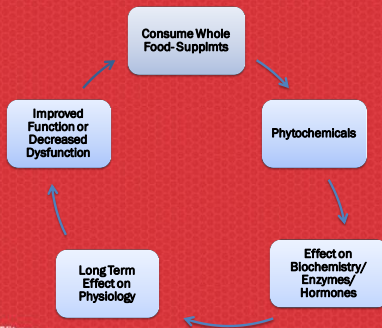 Consume Whole
Food- Supplmts
Phytochemicals
Effect on
Biochemistry/
Enzymes/
Hormones
Long Term
Effect on
Physiology
Improved
Function or
Decreased
Dysfunction